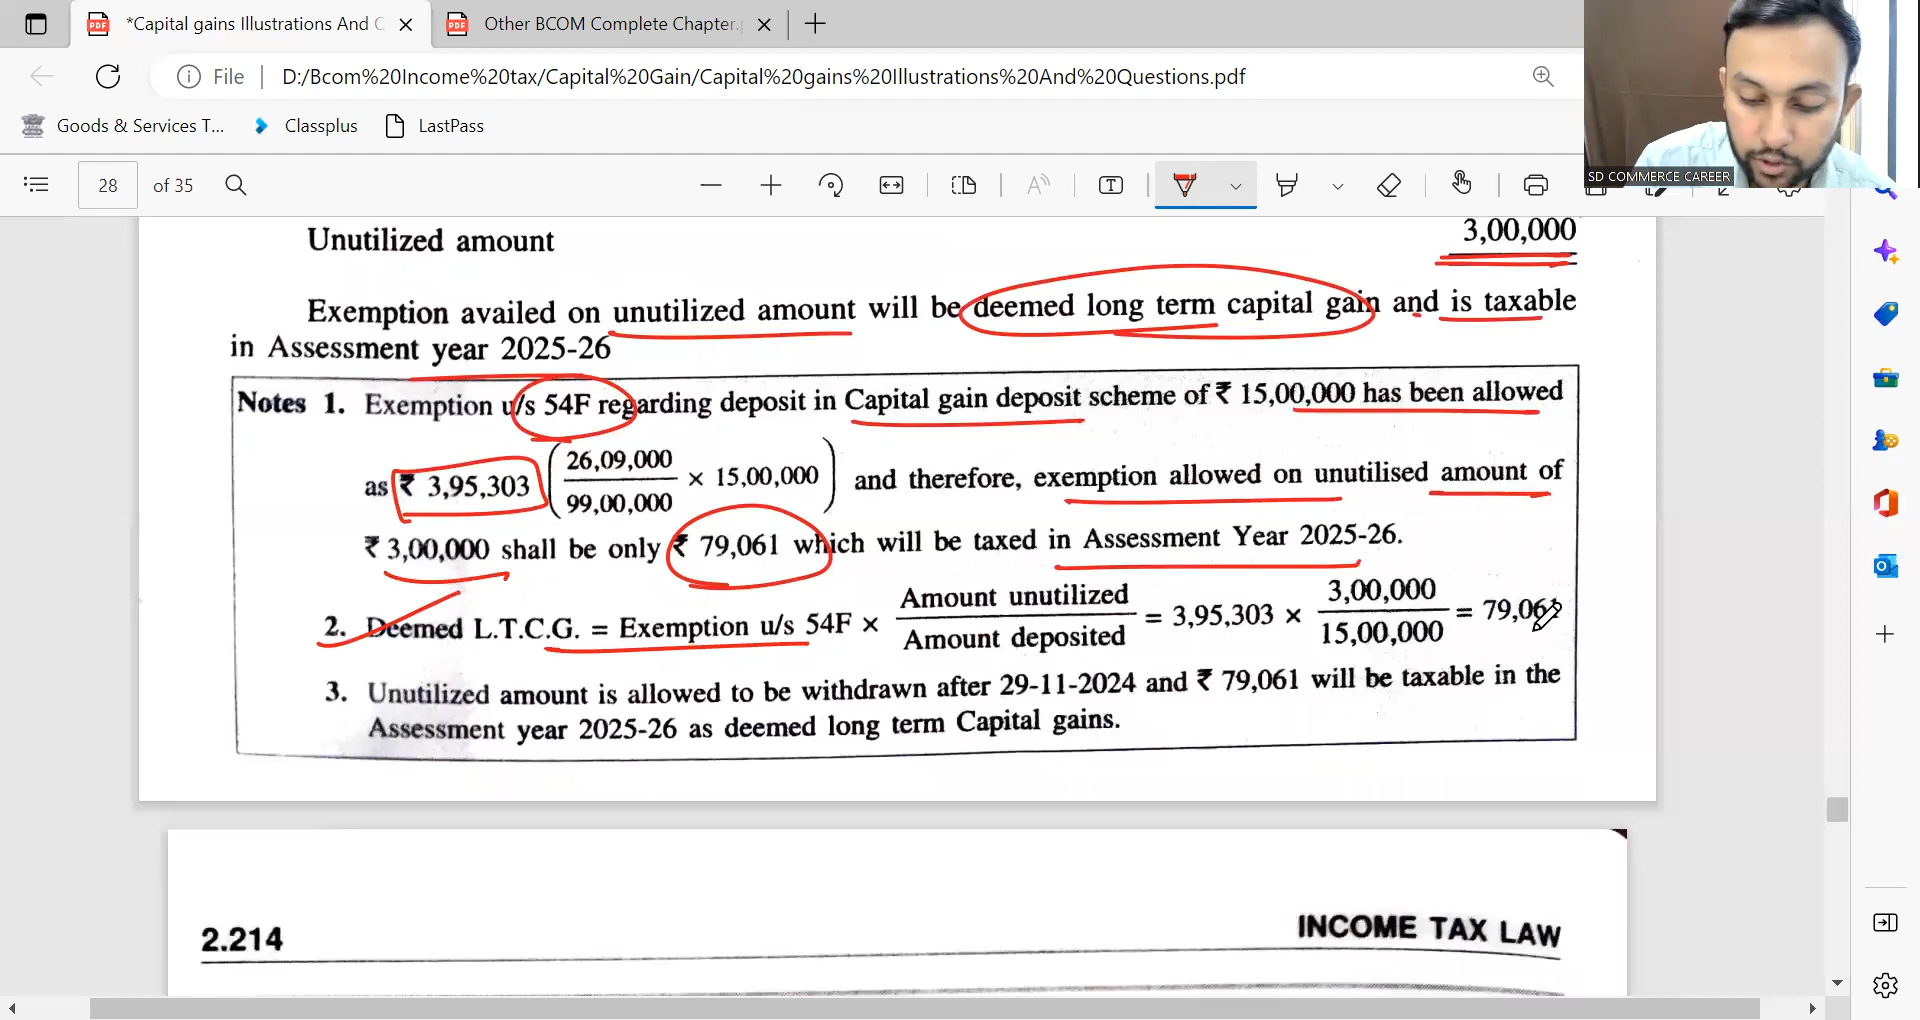 *Capital gains Illustrations And C
Other BCOM Complete Chapter.
File
D:/Bcom%20Income%20tax/Capital%20Gain/Capital%20gains%20Illustrations%20And%20Questions.pdf
Goods & Services T...
Classplus
LastPass
SD COMMERCE CAREER
28 of 35
Unutilized amount 3,00,000
Exemption availed on unutilized amount will be deemed long term capital gain and is taxable
in Assessment year 2025-26
Notes 1. Exemption u/s 54F regarding deposit in Capital gain deposit scheme of ₹ 15,00,000 has been allowed
as ₹ 3,95,303 ( 26,09,000 / 99,00,000 × 15,00,000 ) and therefore, exemption allowed on unutilised amount of
₹ 3,00,000 shall be only ₹ 79,061 which will be taxed in Assessment Year 2025-26.
2. Deemed L.T.C.G. = Exemption u/s 54F × Amount unutilized / Amount deposited = 3,95,303 × 3,00,000 / 15,00,000 = 79,061
3. Unutilized amount is allowed to be withdrawn after 29-11-2024 and ₹ 79,061 will be taxable in the
Assessment year 2025-26 as deemed long term Capital gains.
2.214 INCOME TAX LAW